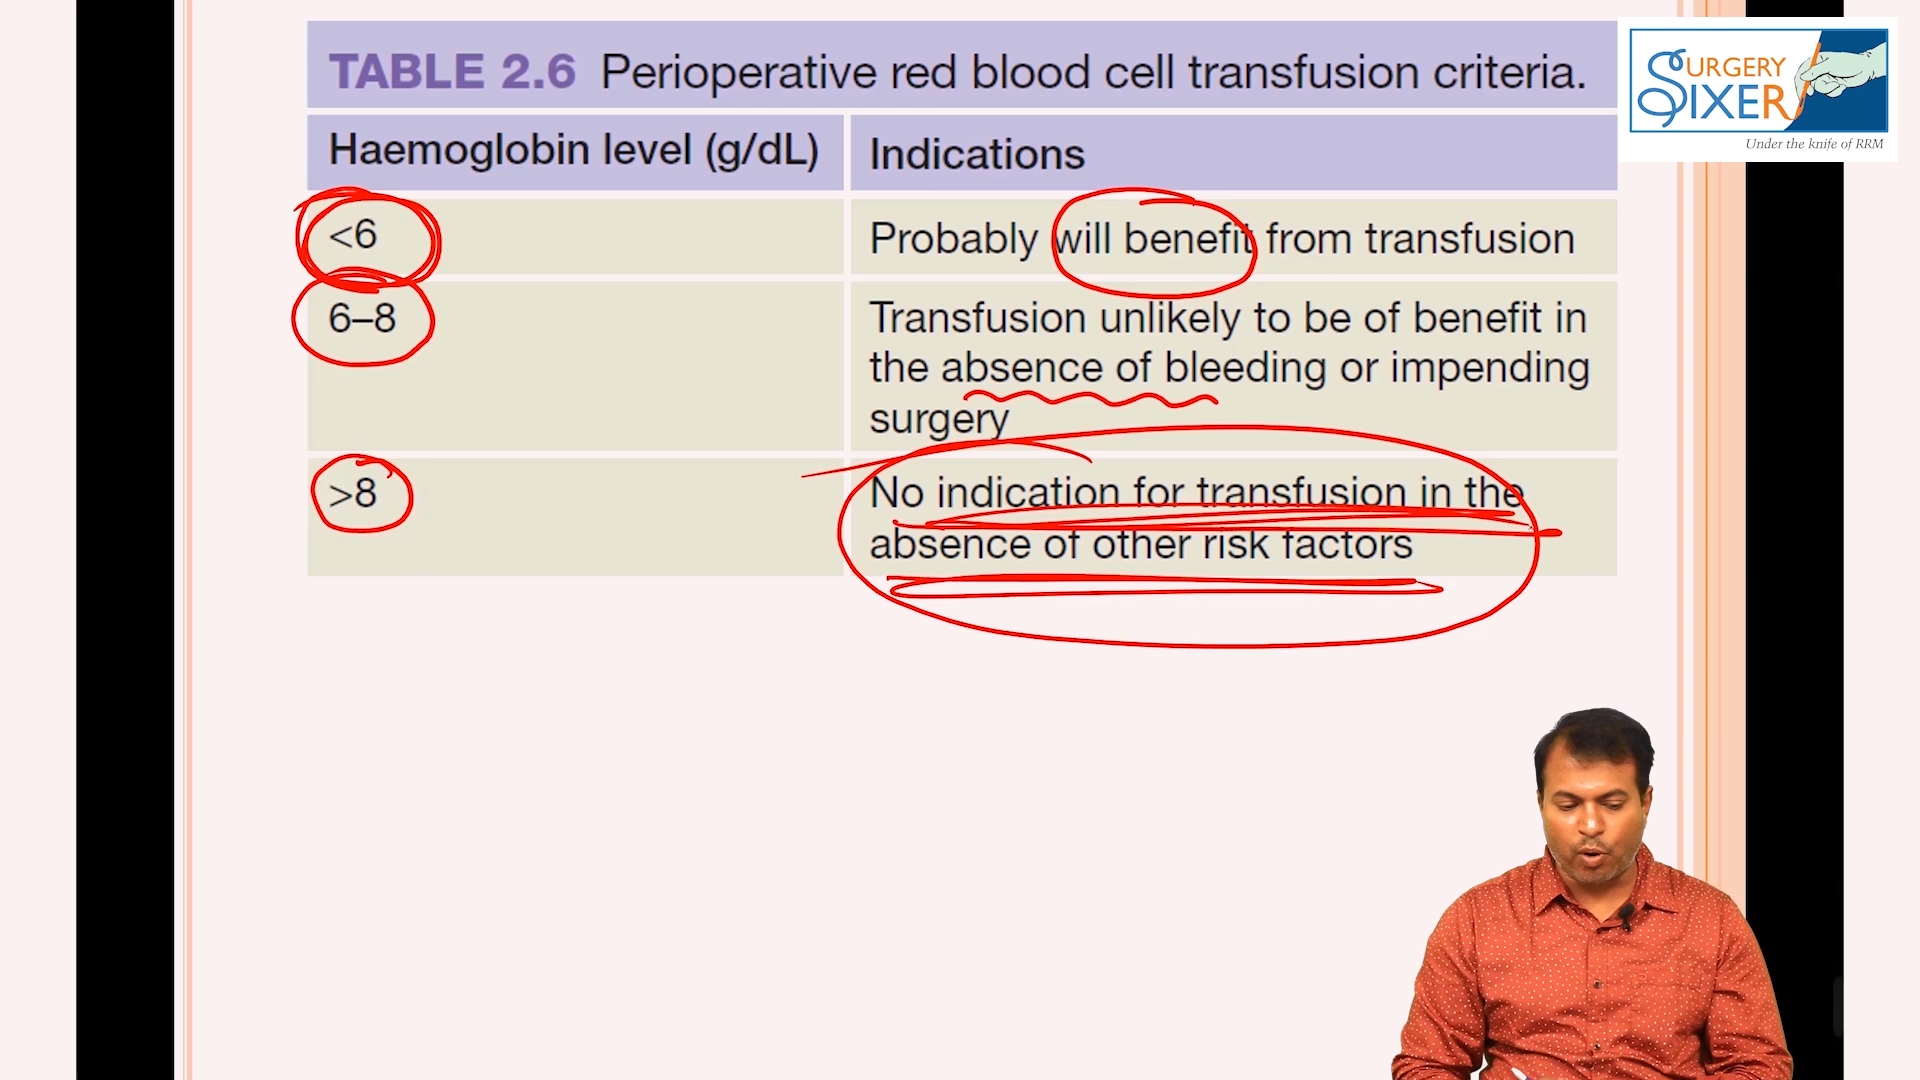 TABLE 2.6 Perioperative red blood cell transfusion criteria.
Haemoglobin level (g/dL) Indications
<6 Probably will benefit from transfusion
6–8 Transfusion unlikely to be of benefit in
the absence of bleeding or impending
surgery
>8 No indication for transfusion in the
absence of other risk factors
SURGERY
SIXER
Under the knife of RRM